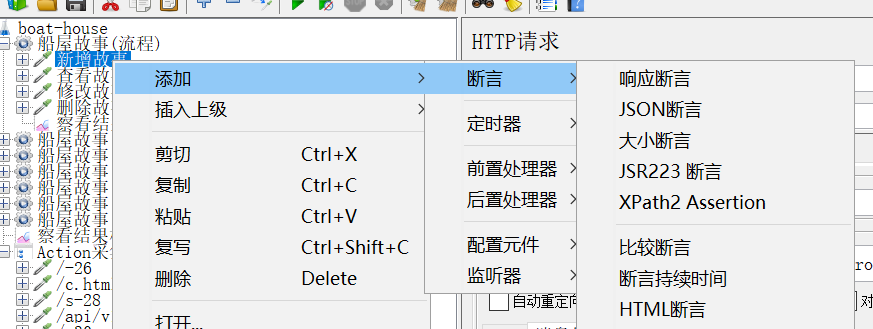 boat-house
船屋故事(流程)
新增故事
查看故
修改故
删除故
察看结
船屋故事
船屋故事
船屋故事
船屋故事
船屋故事
船屋故事
察看结果
Action采
/-26
/c.htm
/s-28
/api/v
HTTP请求
添加
插入上级
剪切 Ctrl+X
复制 Ctrl+C
粘贴 Ctrl+V
复写 Ctrl+Shift+C
删除 Delete
打开...
断言
定时器
前置处理器
后置处理器
配置元件
监听器
响应断言
JSON断言
大小断言
JSR223 断言
XPath2 Assertion
比较断言
断言持续时间
HTML断言
自动重定向
ro
对